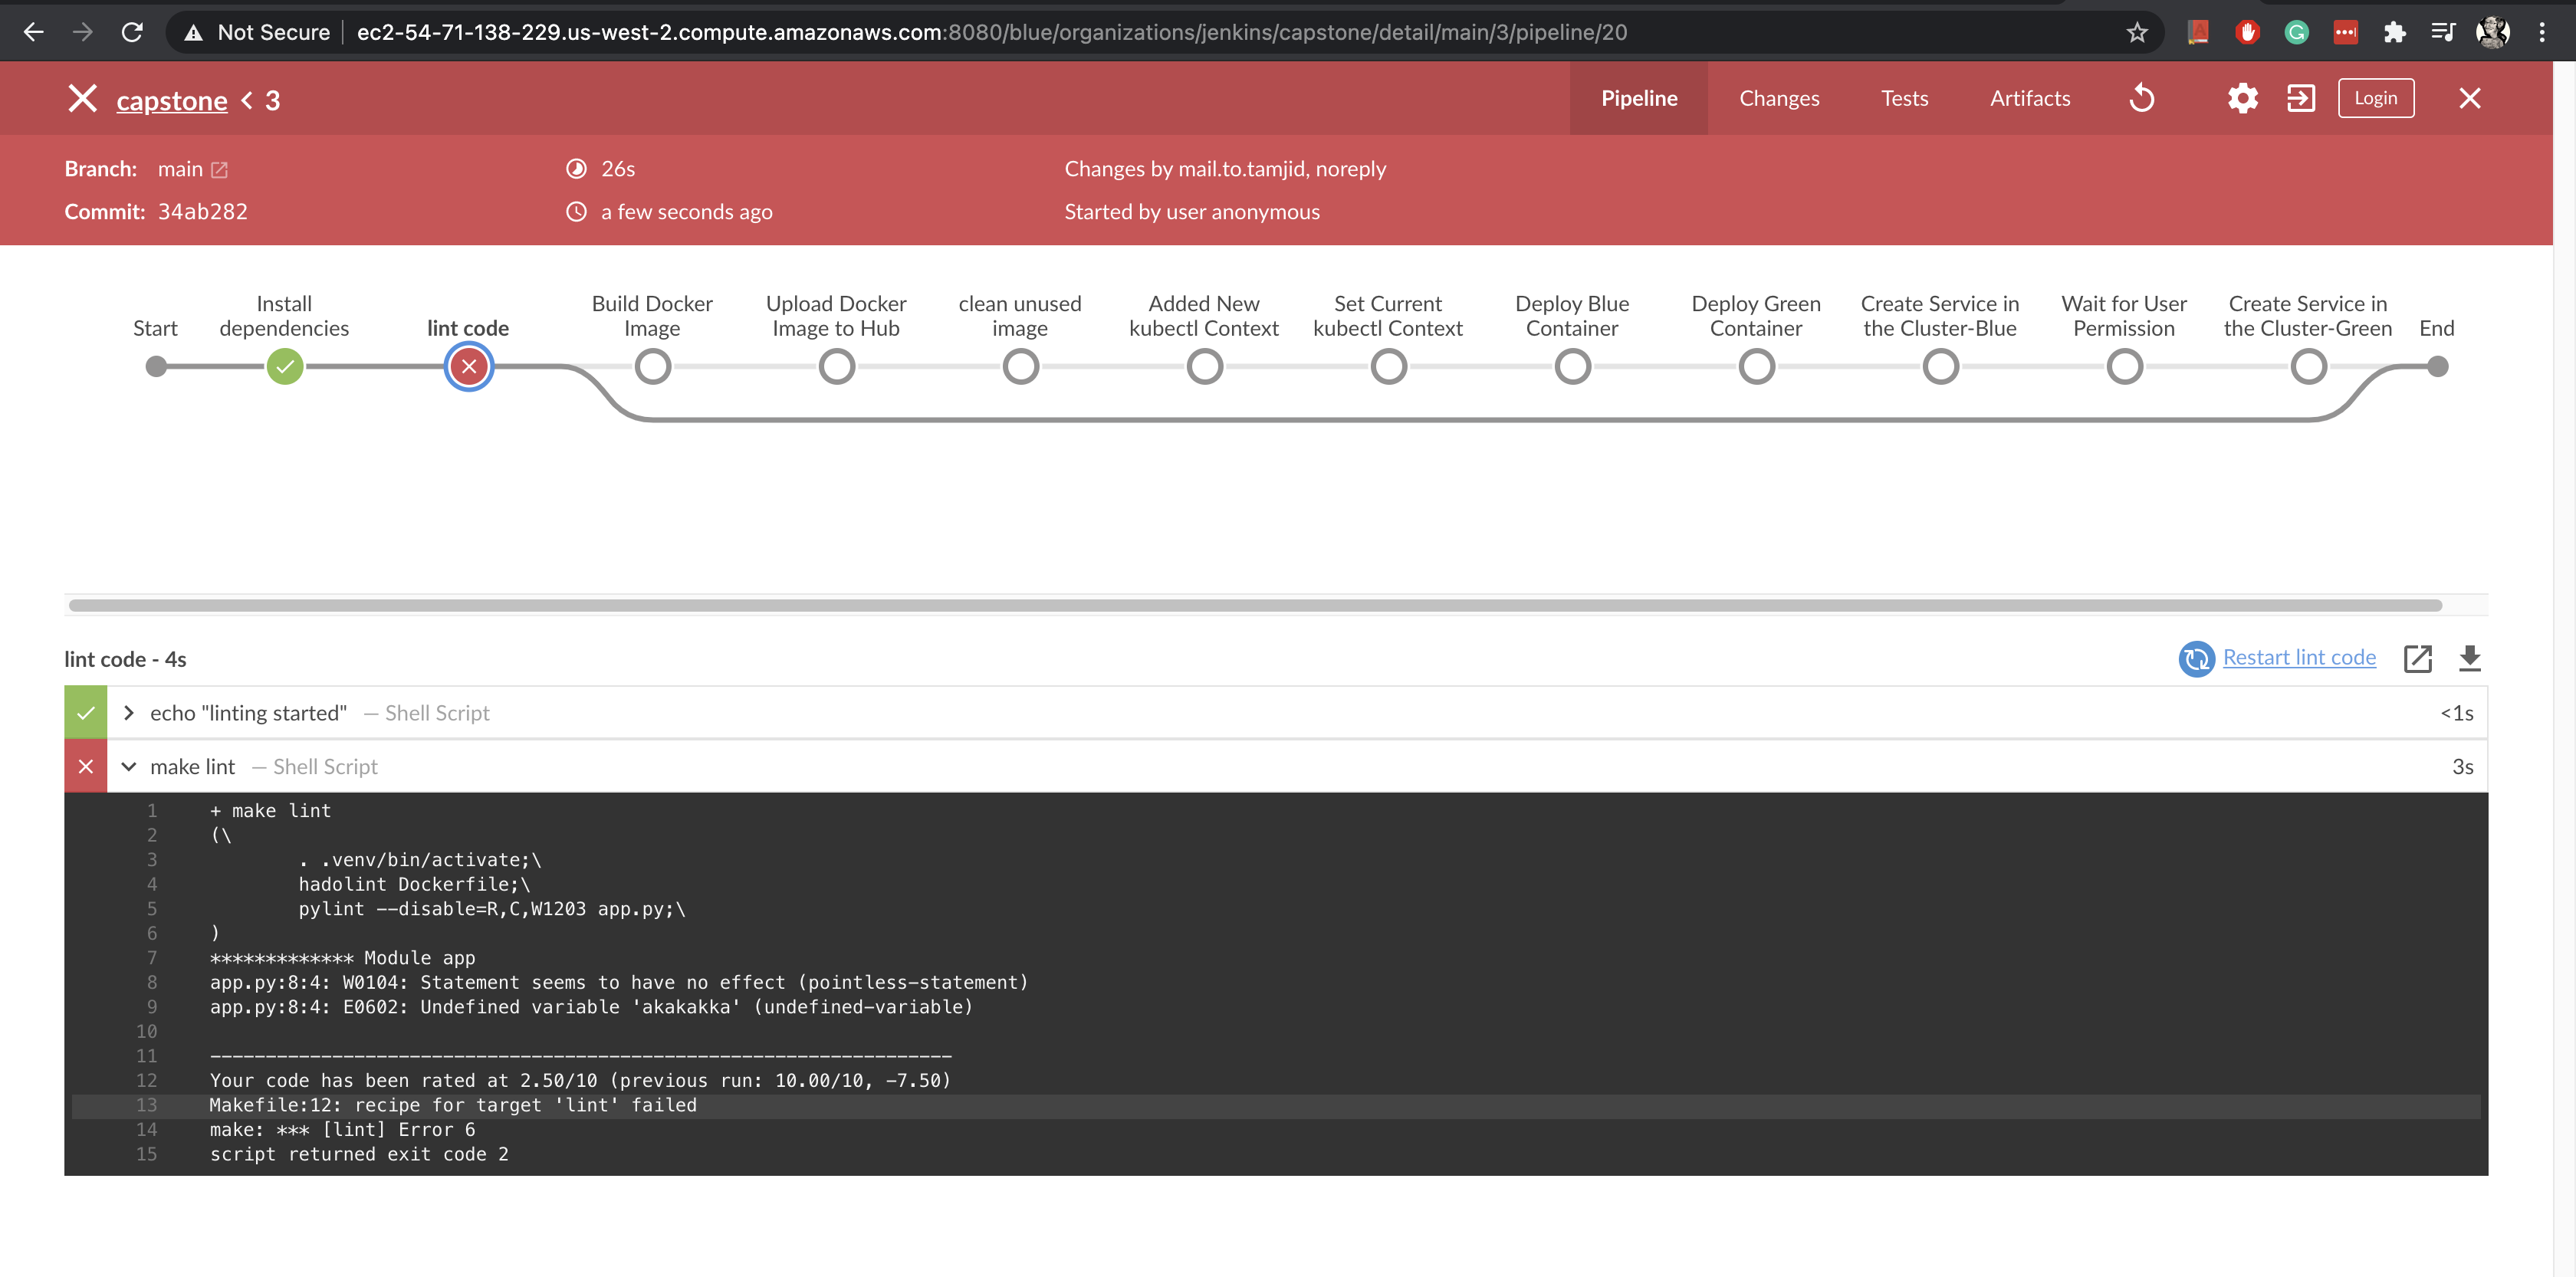 Not Secure ec2-54-71-138-229.us-west-2.compute.amazonaws.com:8080/blue/organizations/jenkins/capstone/detail/main/3/pipeline/20
capstone < 3 Pipeline Changes Tests Artifacts Login
Branch: main 26s Changes by mail.to.tamjid, noreply
Commit: 34ab282 a few seconds ago Started by user anonymous
Start
Install
dependencies
lint code
Build Docker
Image
Upload Docker
Image to Hub
clean unused
image
Added New
kubectl Context
Set Current
kubectl Context
Deploy Blue
Container
Deploy Green
Container
Create Service in
the Cluster-Blue
Wait for User
Permission
Create Service in
the Cluster-Green
End
lint code - 4s Restart lint code
echo "linting started" — Shell Script <1s
make lint — Shell Script 3s
1 + make lint
2 (\
3 . .venv/bin/activate;\
4 hadolint Dockerfile;\
5 pylint --disable=R,C,W1203 app.py;\
6 )
7 ************* Module app
8 app.py:8:4: W0104: Statement seems to have no effect (pointless-statement)
9 app.py:8:4: E0602: Undefined variable 'akakakka' (undefined-variable)
10
11 -------------------------------------------------------------------
12 Your code has been rated at 2.50/10 (previous run: 10.00/10, -7.50)
13 Makefile:12: recipe for target 'lint' failed
14 make: *** [lint] Error 6
15 script returned exit code 2